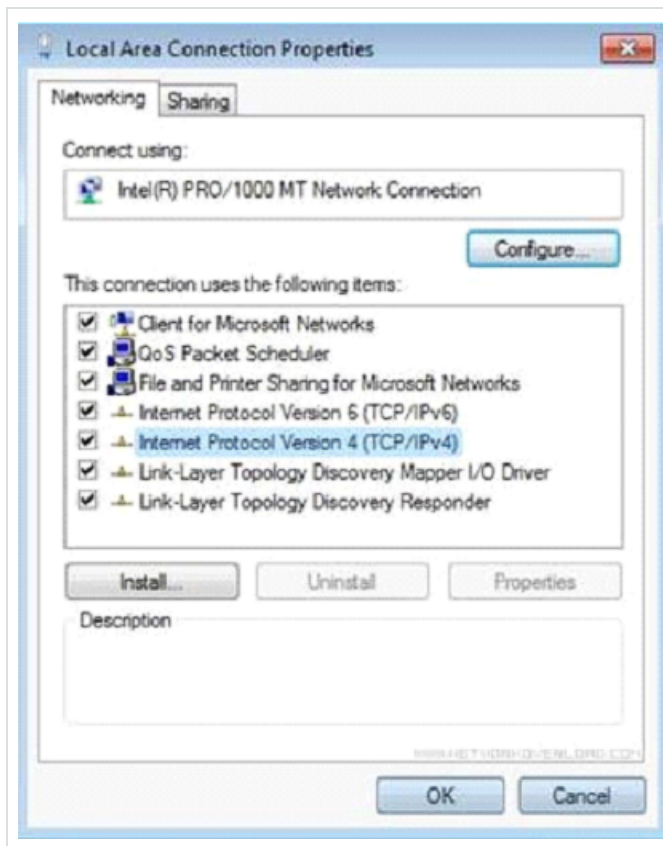 Local Area Connection Properties
Networking
Sharing
Connect using:
Intel(R) PRO/1000 MT Network Connection
Configure...
This connection uses the following items:
Client for Microsoft Networks
QoS Packet Scheduler
File and Printer Sharing for Microsoft Networks
Internet Protocol Version 6 (TCP/IPv6)
Internet Protocol Version 4 (TCP/IPv4)
Link-Layer Topology Discovery Mapper I/O Driver
Link-Layer Topology Discovery Responder
Install...
Uninstall
Properties
Description
OK
Cancel